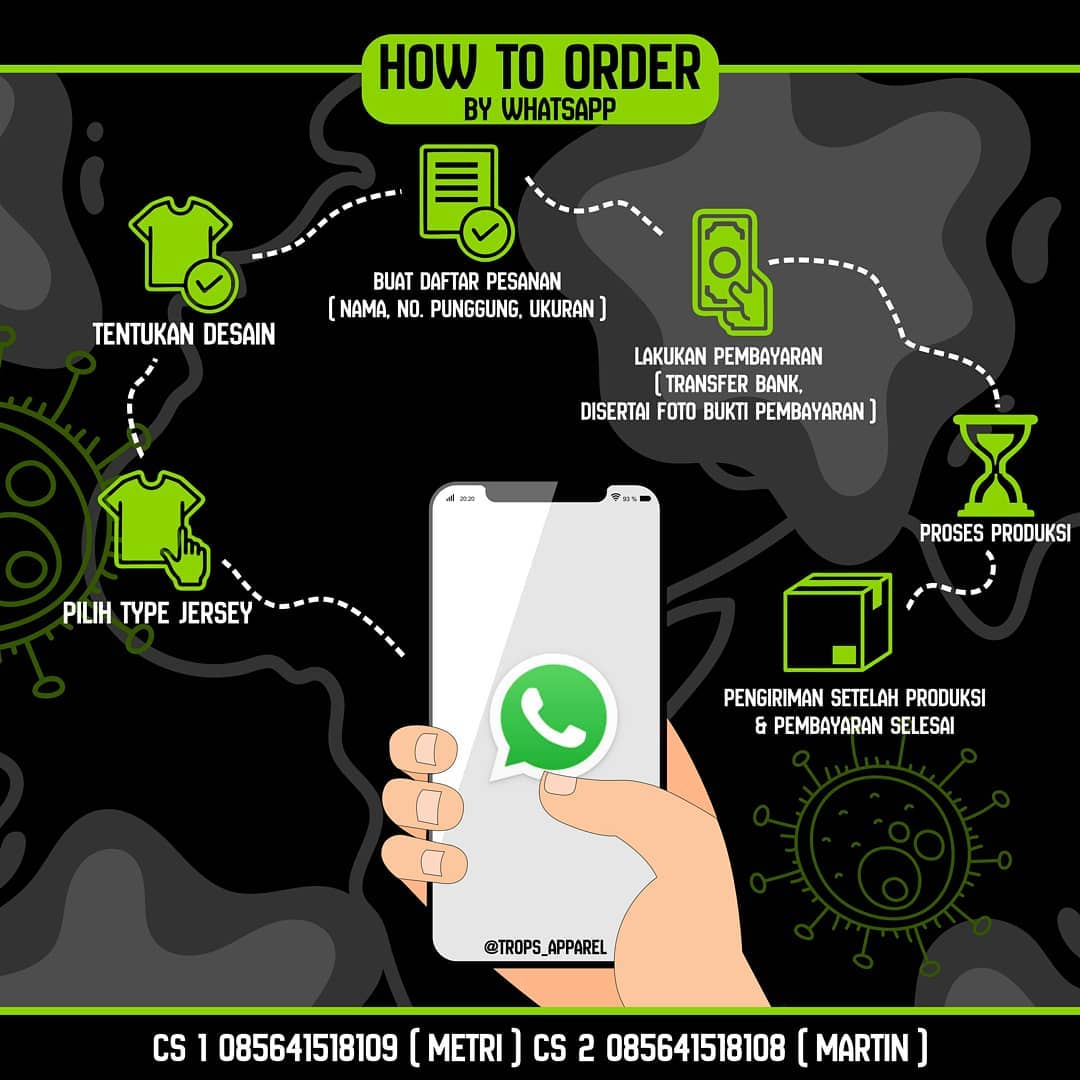 HOW TO ORDER
BY WHATSAPP
BUAT DAFTAR PESANAN
( NAMA, NO. PUNGGUNG, UKURAN )
TENTUKAN DESAIN
LAKUKAN PEMBAYARAN
( TRANSFER BANK,
DISERTAI FOTO BUKTI PEMBAYARAN )
PILIH TYPE JERSEY
PROSES PRODUKSI
PENGIRIMAN SETELAH PRODUKSI
& PEMBAYARAN SELESAI
20:20
93 %
@TROPS_APPAREL
CS 1 085641518109 ( METRI ) CS 2 085641518108 ( MARTIN )